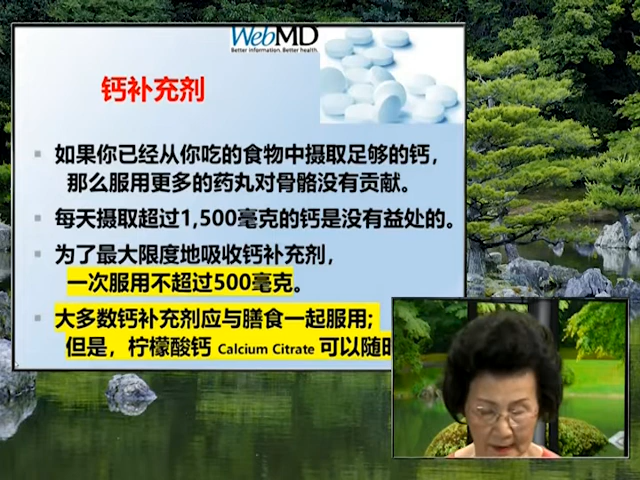 WebMD
Better information. Better health.
钙补充剂
如果你已经从你吃的食物中摄取足够的钙，
那么服用更多的药丸对骨骼没有贡献。
每天摄取超过1,500毫克的钙是没有益处的。
为了最大限度地吸收钙补充剂，
一次服用不超过500毫克。
大多数钙补充剂应与膳食一起服用；
但是，柠檬酸钙 Calcium Citrate 可以随